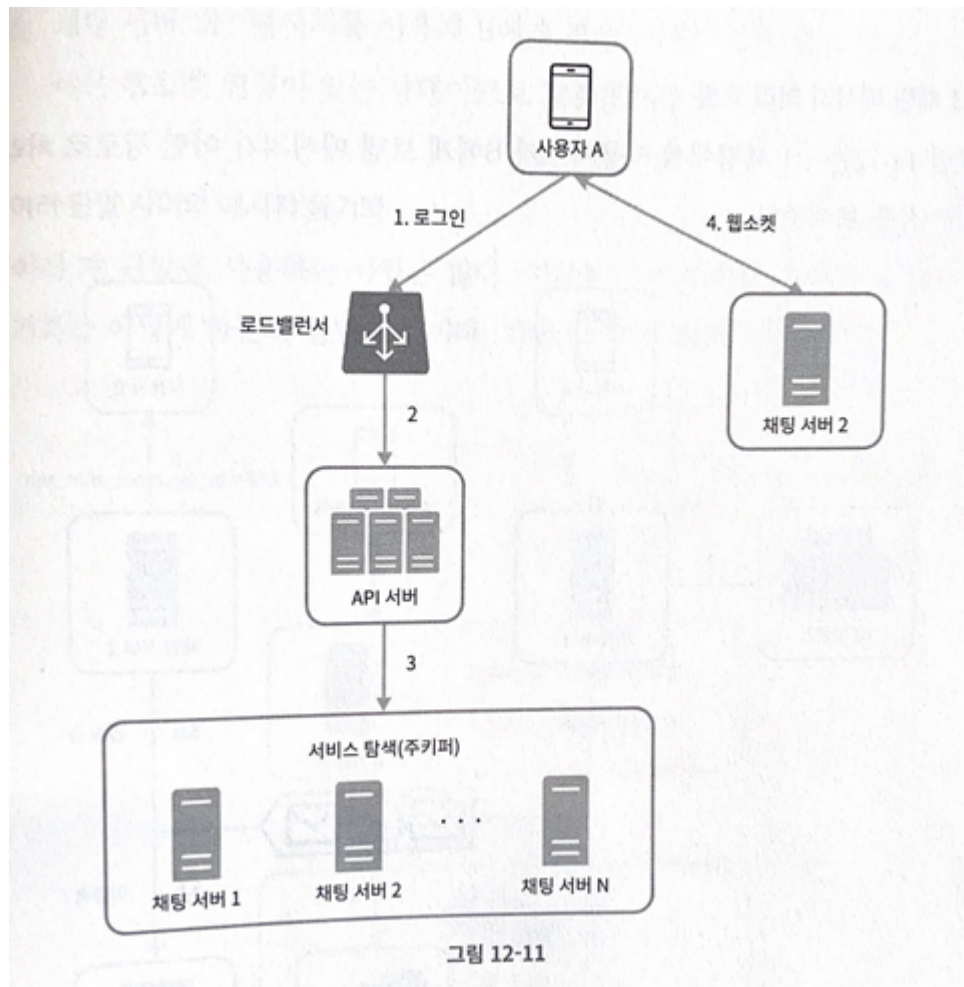 사용자 A
1. 로그인
4. 웹소켓
로드밸런서
채팅 서버 2
2
API 서버
3
서비스 탐색(주키퍼)
. . .
채팅 서버 1
채팅 서버 2
채팅 서버 N
그림 12-11